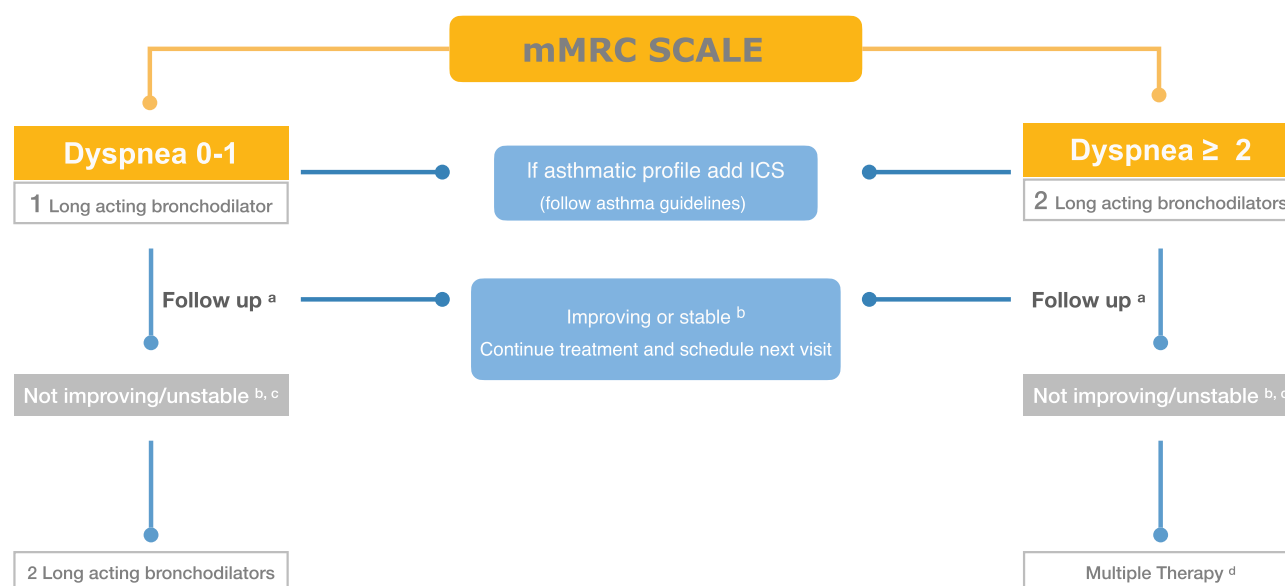 mMRC SCALE
Dyspnea 0-1
1 Long acting bronchodilator
If asthmatic profile add ICS
(follow asthma guidelines)
Dyspnea ≥ 2
2 Long acting bronchodilators
Follow up a
Improving or stable b
Continue treatment and schedule next visit
Follow up a
Not improving/unstable b, c
Not improving/unstable b, c
2 Long acting bronchodilators
Multiple Therapy d